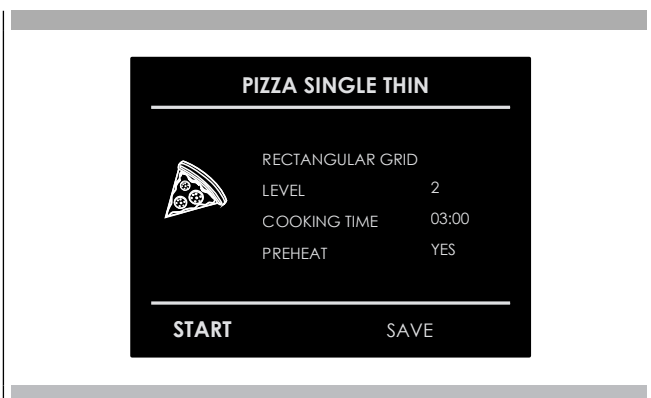 PIZZA SINGLE THIN
RECTANGULAR GRID
LEVEL 2
COOKING TIME 03:00
PREHEAT YES
START SAVE